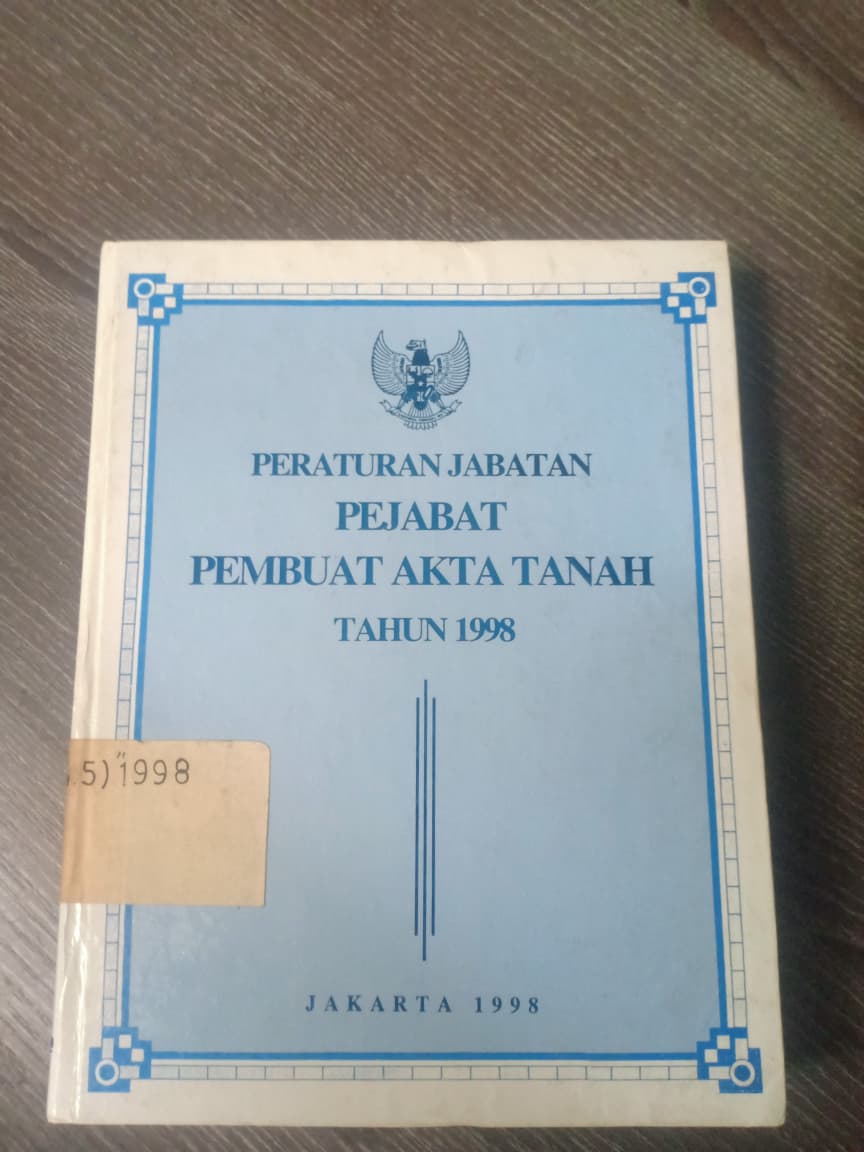 PERATURAN JABATAN
PEJABAT
PEMBUAT AKTA TANAH
TAHUN 1998
5)"1998
JAKARTA 1998